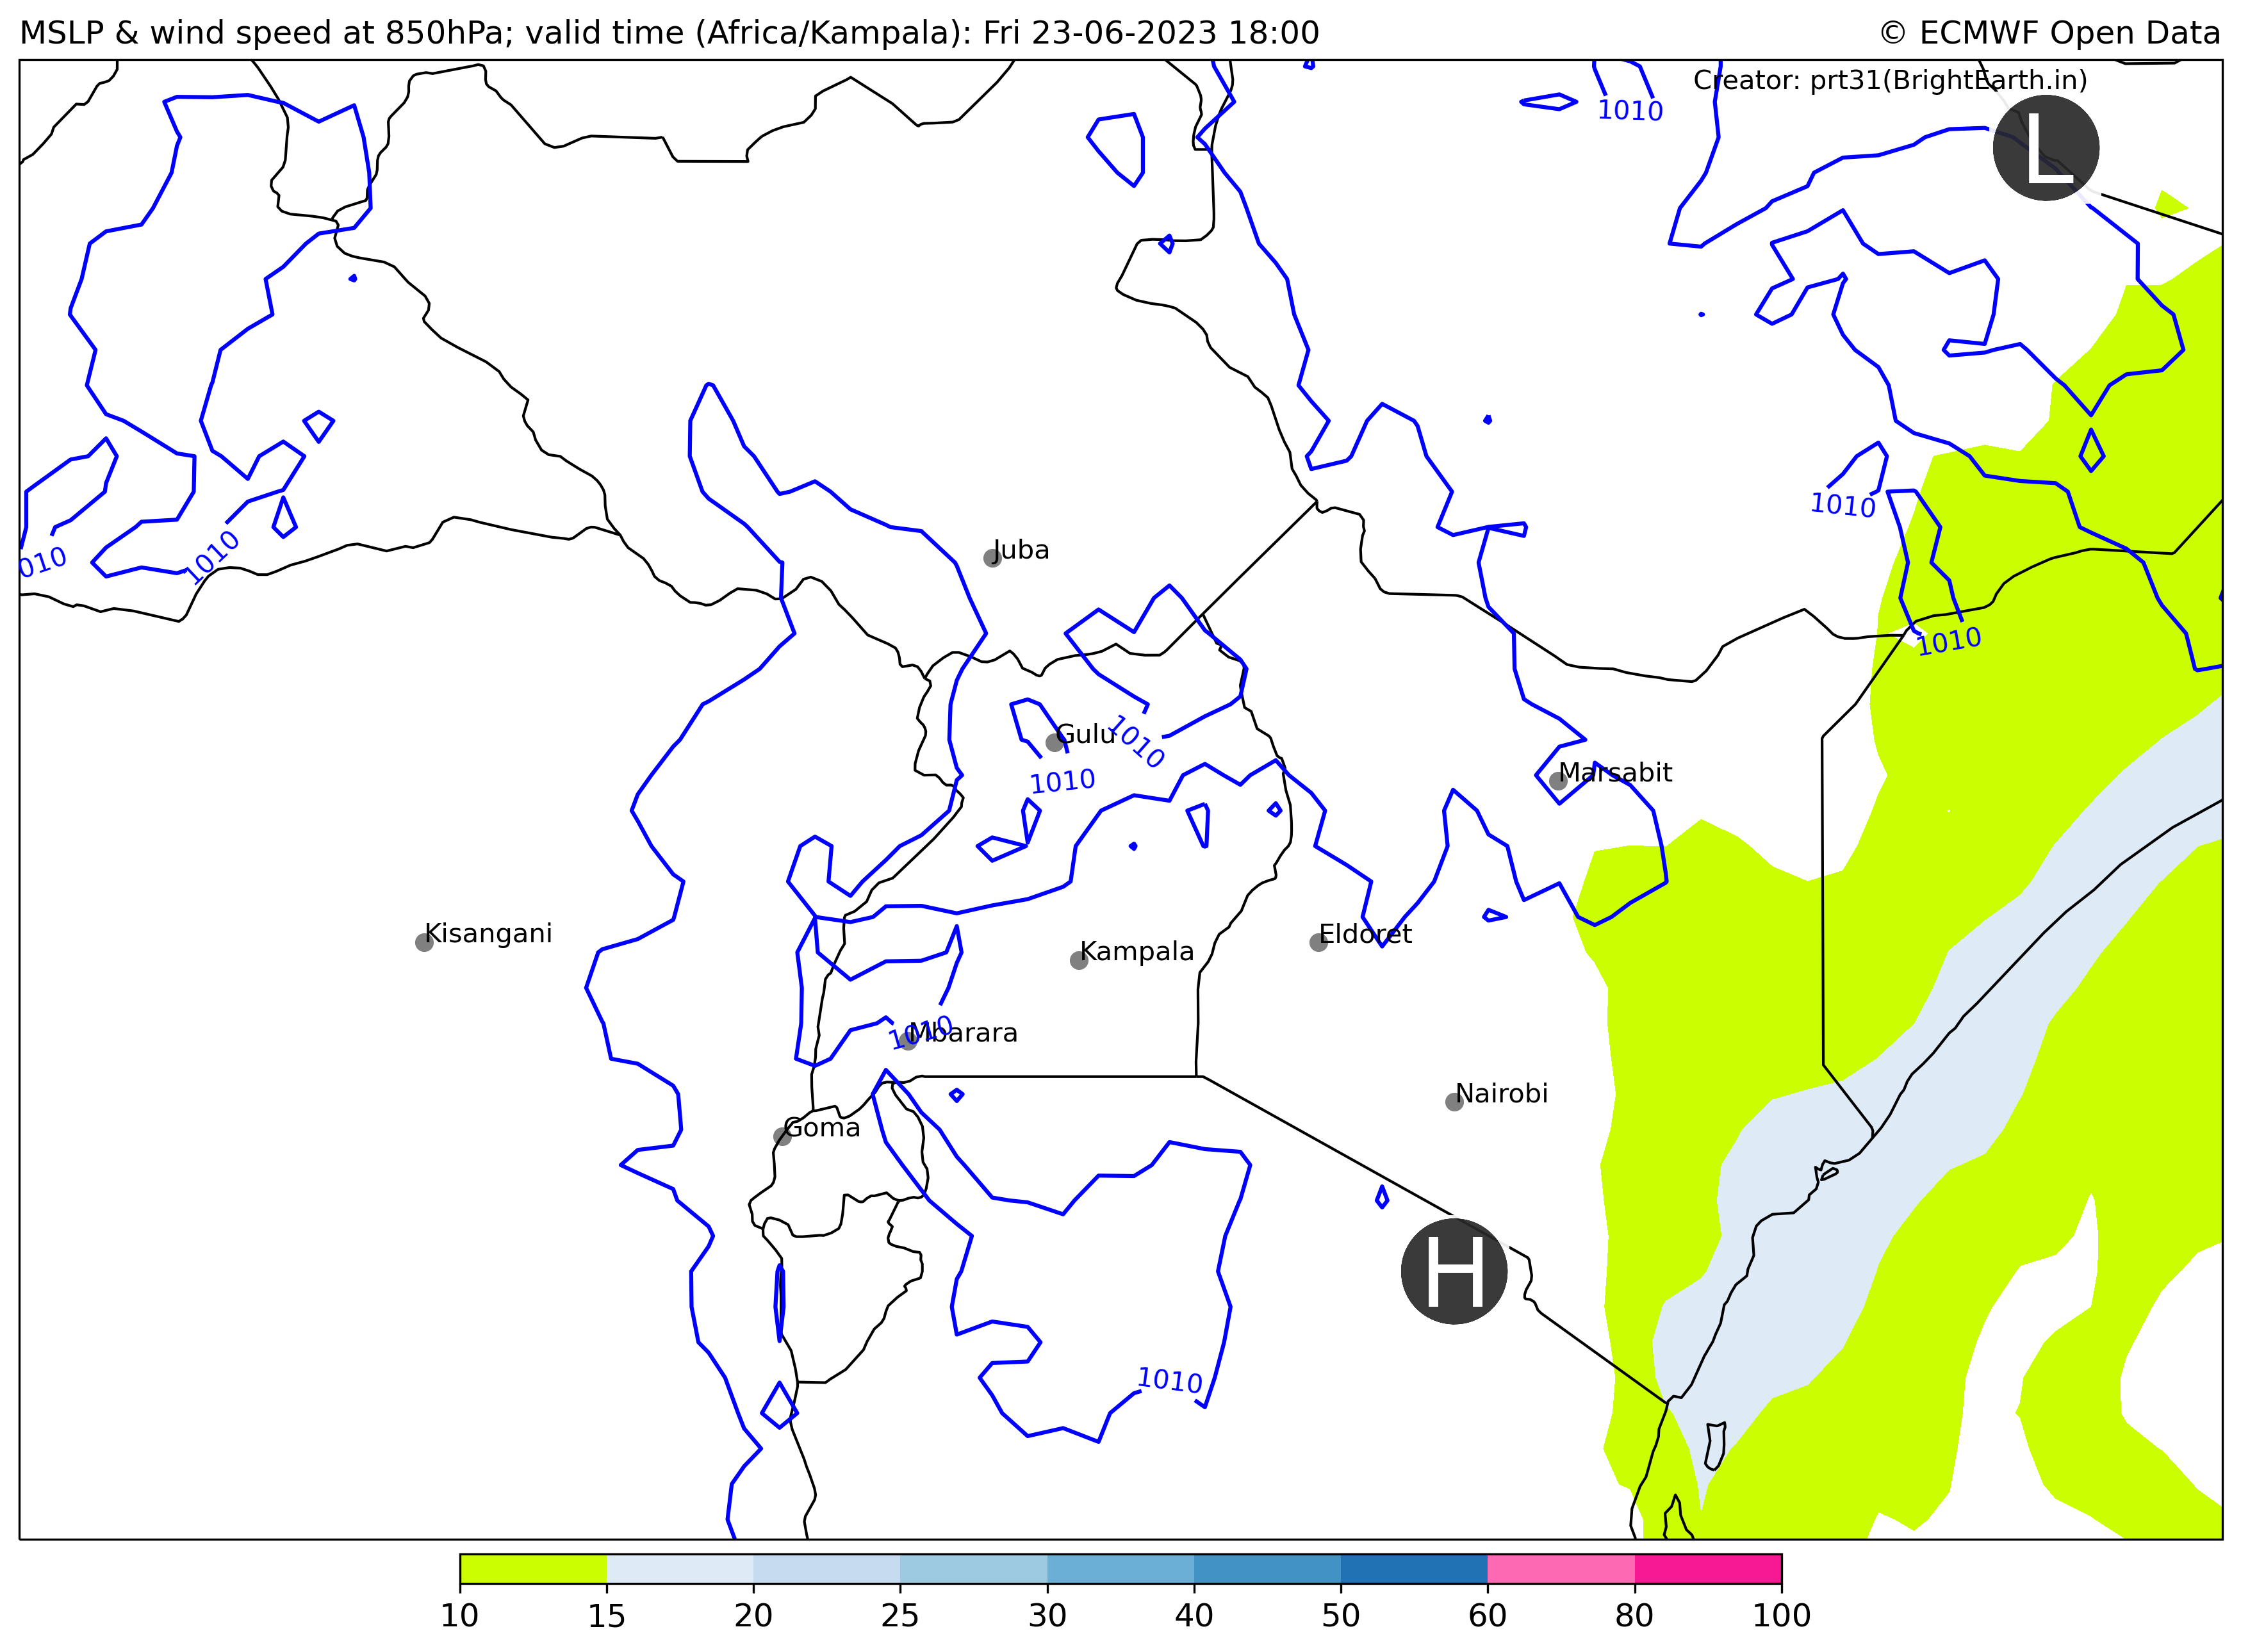 MSLP & wind speed at 850hPa; valid time (Africa/Kampala): Fri 23-06-2023 18:00
© ECMWF Open Data
Creator: prt31(BrightEarth.in)
1010
L
1010
010
1010
Juba
1010
Gulu
1010
1010
Marsabit
Kisangani
Eldoret
Kampala
1010
Mbarara
Nairobi
Goma
H
1010
10 15 20 25 30 40 50 60 80 100